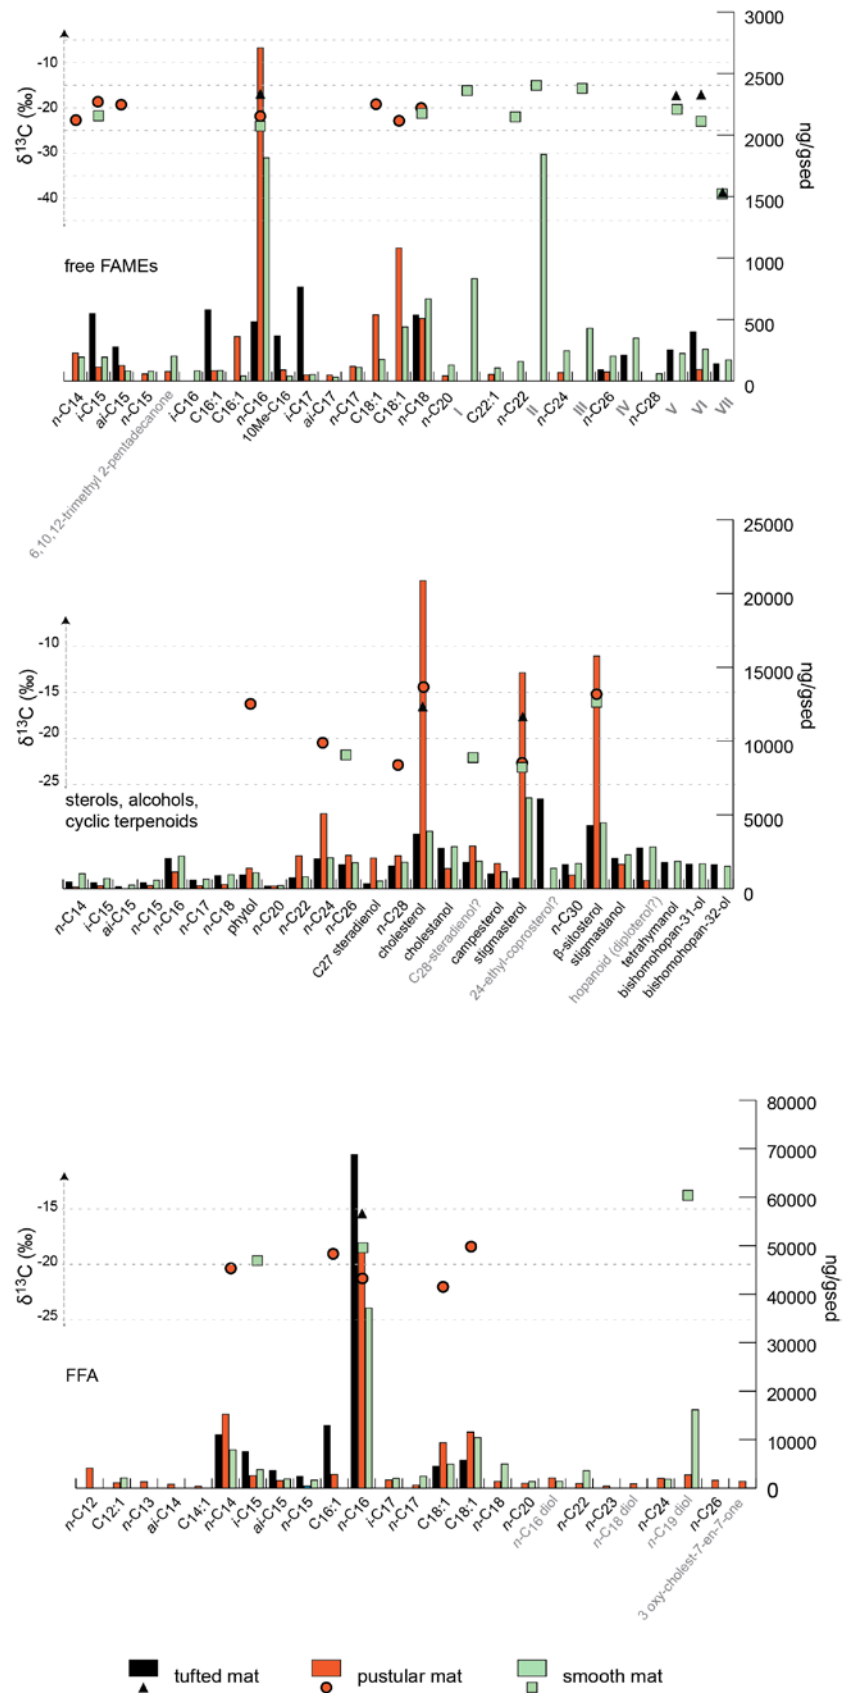 3000
-10
2500
-20
δ13C (‰)
2000
-30
ng/gsed
-40
1500
free FAMEs
1000
500
0
n-C14
i-C15
ai-C15
n-C15
6,10,12-trimethyl 2-pentadecanone
i-C16
C16:1
C16:1
n-C16
10Me-C16
i-C17
ai-C17
n-C17
C18:1
C18:1
n-C18
n-C20
I
C22:1
n-C22
II
n-C24
III
n-C26
IV
n-C28
V
VI
VII
25000
20000
-10
15000
-15
δ13C (‰)
ng/gsed
-20
10000
-25
sterols, alcohols,
cyclic terpenoids
5000
0
n-C14
i-C15
ai-C15
n-C15
n-C16
n-C17
n-C18
phytol
n-C20
n-C22
n-C24
n-C26
C27 steradienol
n-C28
cholesterol
cholestanol
C28-steradienol?
campesterol
stigmasterol
24-ethyl-coprosterol?
n-C30
β-sitosterol
stigmastanol
hopanoid (diploterol?)
tetrahymanol
bishomohopan-31-ol
bishomohopan-32-ol
80000
70000
-15
60000
δ13C (‰)
-20
50000
ng/gsed
40000
-25
30000
FFA
20000
10000
0
n-C12
C12:1
n-C13
ai-C14
C14:1
n-C14
i-C15
ai-C15
n-C15
C16:1
n-C16
i-C17
n-C17
C18:1
C18:1
n-C18
n-C20
n-C16 diol
n-C22
n-C23
n-C18 diol
n-C24
n-C19 diol
n-C26
3 oxy-cholest-7-en-7-one
tufted mat
pustular mat
smooth mat